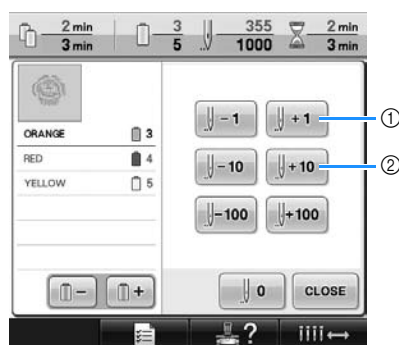 2 min 3 355 2 min
3 min 5 1000 3 min
-1 +1 ①
ORANGE 3
RED 4 -10 +10 ②
YELLOW 5
-100 +100
- + 0 CLOSE
?